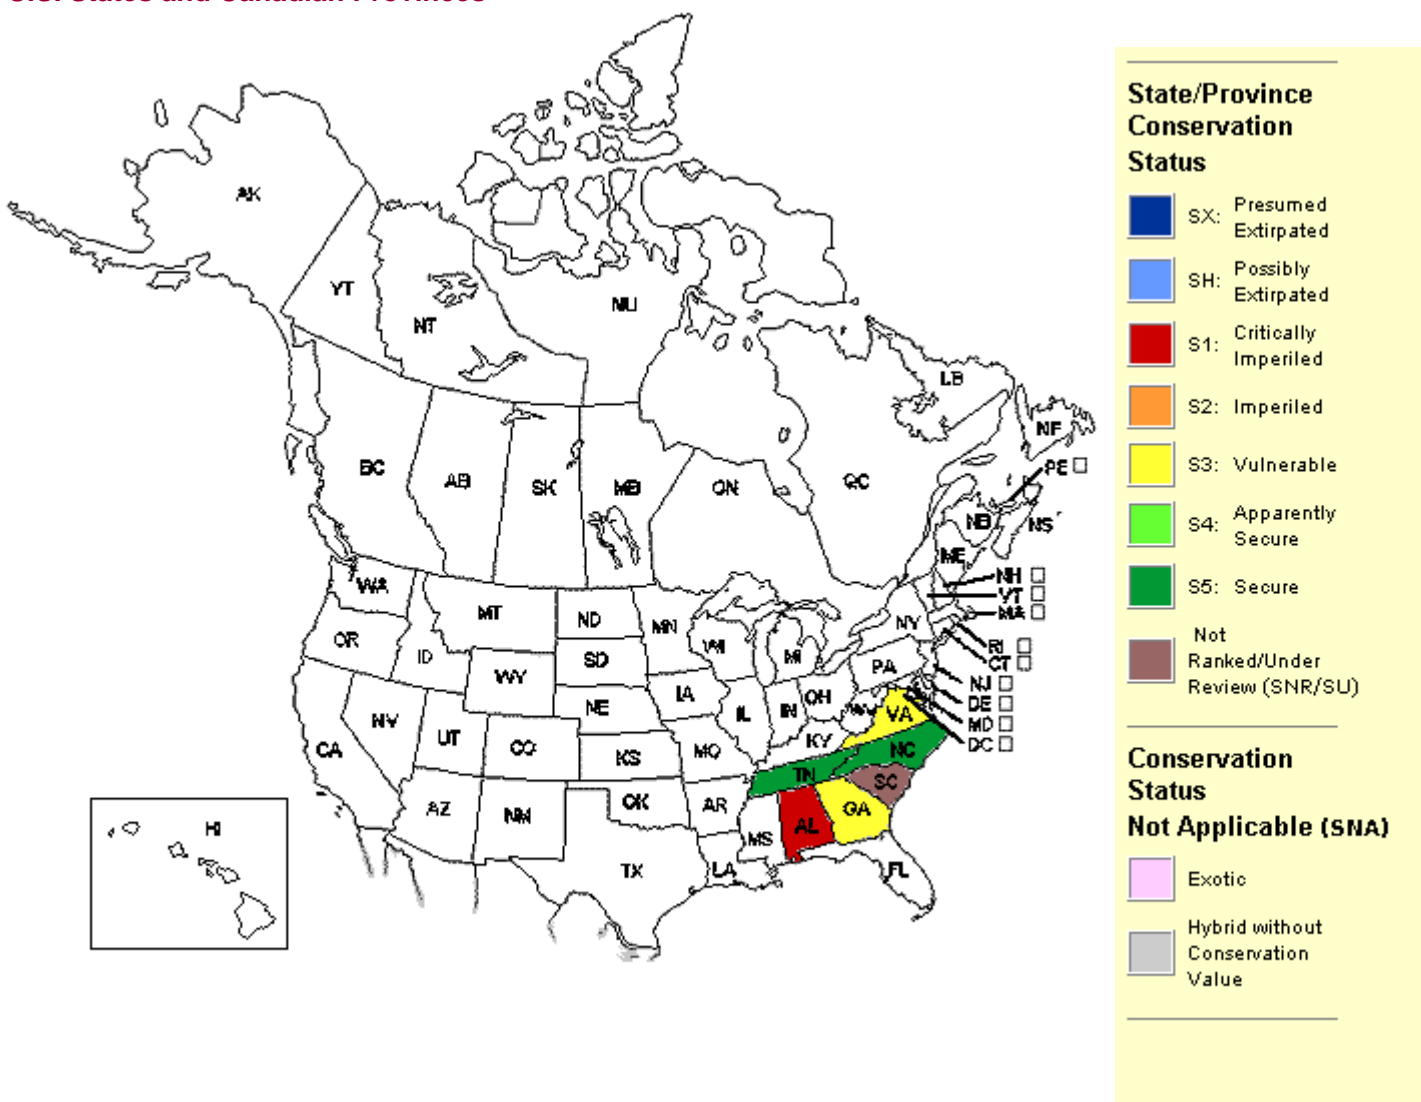 U.S. States and Canadian Provinces
AK
YT
NT
NU
LB
NF
PE
BC
AB
SK
MB
ON
QC
NB
NS
ME
NH
VT
MA
WA
MT
ND
MN
NY
OR
ID
SD
WI
MI
RI
CT
WY
PA
NJ
IA
OH
DE
NE
IL
IN
WV
VA
MD
NV
UT
CO
KY
DC
CA
KS
MO
NC
TN
SC
AZ
NM
OK
AR
GA
HI
MS
AL
TX
LA
FL
State/Province
Conservation
Status
SX: Presumed
Extirpated
SH: Possibly
Extirpated
S1: Critically
Imperiled
S2: Imperiled
S3: Vulnerable
S4: Apparently
Secure
S5: Secure
Not
Ranked/Under
Review (SNR/SU)
Conservation
Status
Not Applicable (SNA)
Exotic
Hybrid without
Conservation
Value